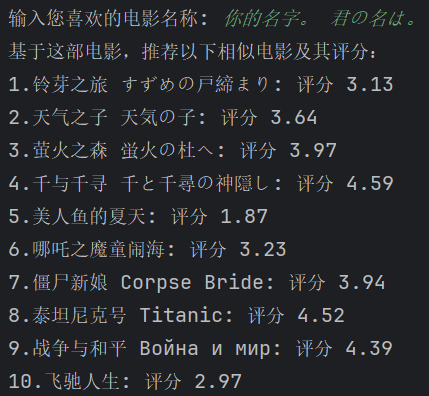 输入您喜欢的电影名称: 你的名字。 君の名は。
基于这部电影，推荐以下相似电影及其评分：
1.铃芽之旅 すずめの戸締まり: 评分 3.13
2.天气之子 天気の子: 评分 3.64
3.萤火之森 蛍火の杜へ: 评分 3.97
4.千与千寻 千と千尋の神隠し: 评分 4.59
5.美人鱼的夏天: 评分 1.87
6.哪吒之魔童闹海: 评分 3.23
7.僵尸新娘 Corpse Bride: 评分 3.94
8.泰坦尼克号 Titanic: 评分 4.52
9.战争与和平 Война и мир: 评分 4.39
10.飞驰人生: 评分 2.97